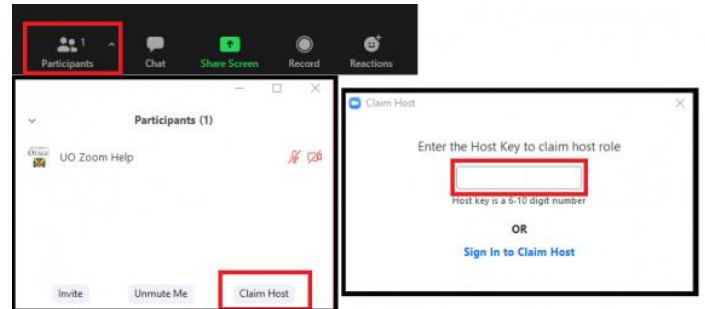 1
Participants Chat Share Screen Record Reactions
Participants (1)
OTAGO
UO Zoom Help
Invite Unmute Me Claim Host
Claim Host
Enter the Host Key to claim host role
Host key is a 6-10 digit number
OR
Sign In to Claim Host